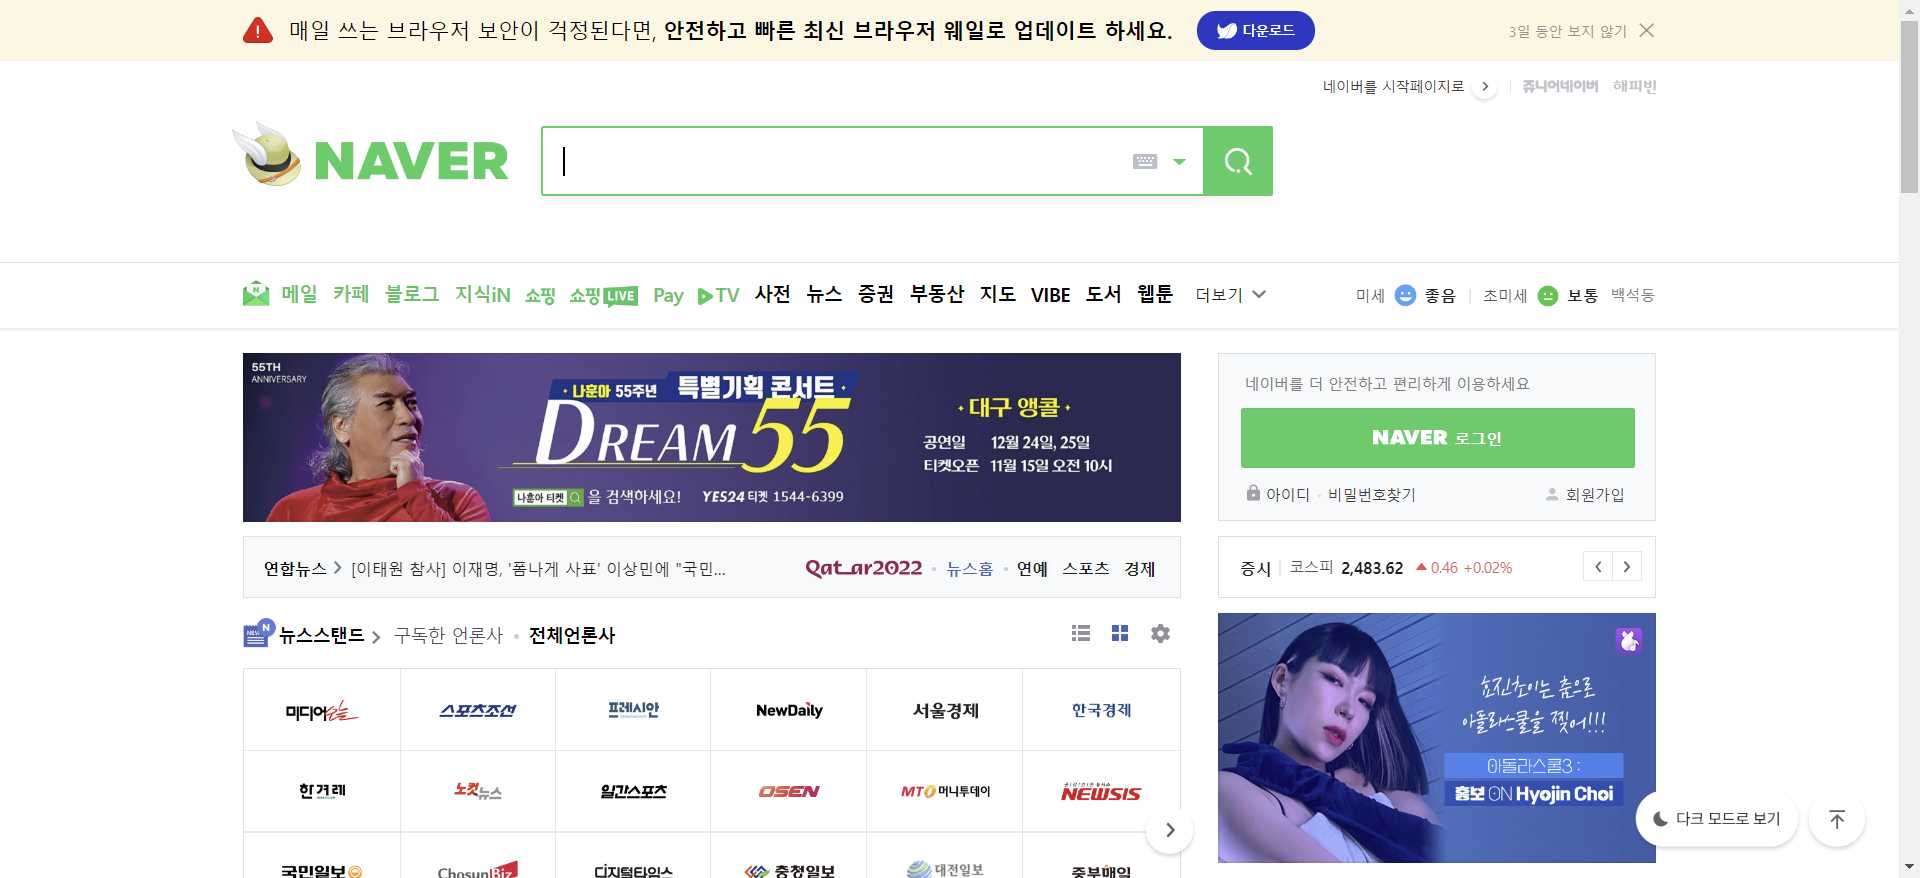 매일 쓰는 브라우저 보안이 걱정된다면, 안전하고 빠른 최신 브라우저 웨일로 업데이트 하세요. 다운로드 3일 동안 보지 않기
네이버를 시작페이지로 쥬니어네이버 해피빈
NAVER
메일 카페 블로그 지식iN 쇼핑 쇼핑LIVE Pay TV 사전 뉴스 증권 부동산 지도 VIBE 도서 웹툰 더보기 미세 좋음 초미세 보통 백석동
55TH
ANNIVERSARY
나훈아 55주년 특별기획 콘서트
DREAM 55
대구 앵콜
공연일 12월 24일, 25일
티켓오픈 11월 15일 오전 10시
나훈아 티켓 을 검색하세요! YES24 티켓 1544-6399
네이버를 더 안전하고 편리하게 이용하세요
NAVER 로그인
아이디 · 비밀번호찾기 회원가입
연합뉴스 > [이태원 참사] 이재명, '폼나게 사표' 이상민에 "국민... Qatar2022 · 뉴스홈 · 연예 스포츠 경제
증시 코스피 2,483.62 0.46 +0.02%
뉴스스탠드 > 구독한 언론사 · 전체언론사
미디어오늘 스포츠조선 프레시안 NewDaily 서울경제 한국경제
한겨레 노컷뉴스 일간스포츠 OSEN MTO머니투데이 NEWSIS
국민일보 ChosunBiz 디지털타임스 충청일보 대전일보 중부매일
효진초이는 춤으로
아돌라스쿨을 찢어!!!
아돌라스쿨3 :
홍보 ON Hyojin Choi
다크 모드로 보기